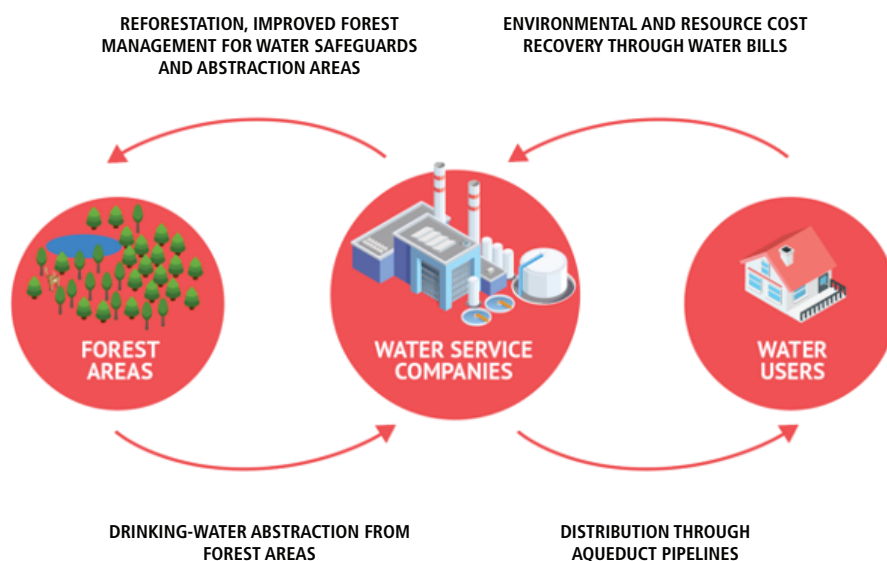 REFORESTATION, IMPROVED FOREST
MANAGEMENT FOR WATER SAFEGUARDS
AND ABSTRACTION AREAS
ENVIRONMENTAL AND RESOURCE COST
RECOVERY THROUGH WATER BILLS
FOREST
AREAS
WATER SERVICE
COMPANIES
WATER
USERS
DRINKING-WATER ABSTRACTION FROM
FOREST AREAS
DISTRIBUTION THROUGH
AQUEDUCT PIPELINES